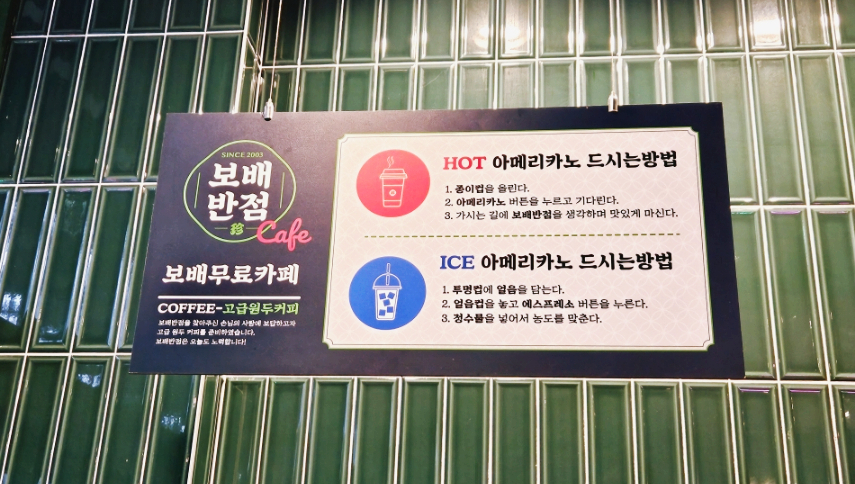 SINCE 2003
보배
반점
珍
Cafe
보배무료카페
COFFEE-고급원두커피
보배반점을 찾아주신 손님의 사랑에 보답하고자
고급 원두 커피를 준비하였습니다.
보배반점은 오늘도 노력합니다!
HOT 아메리카노 드시는방법
1. 종이컵을 올린다.
2. 아메리카노 버튼을 누르고 기다린다.
3. 가시는 길에 보배반점을 생각하며 맛있게 마신다.
ICE 아메리카노 드시는방법
1. 투명컵에 얼음을 담는다.
2. 얼음컵을 놓고 에스프레소 버튼을 누른다.
3. 정수물을 넣어서 농도를 맞춘다.